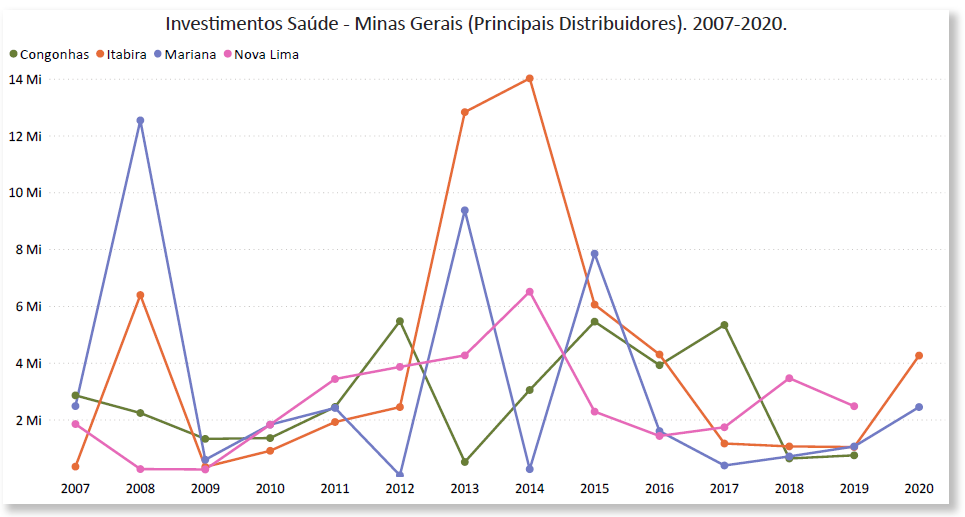 Investimentos Saúde - Minas Gerais (Principais Distribuidores). 2007-2020.
Congonhas Itabira Mariana Nova Lima
14 Mi
12 Mi
10 Mi
8 Mi
6 Mi
4 Mi
2 Mi
2007 2008 2009 2010 2011 2012 2013 2014 2015 2016 2017 2018 2019 2020